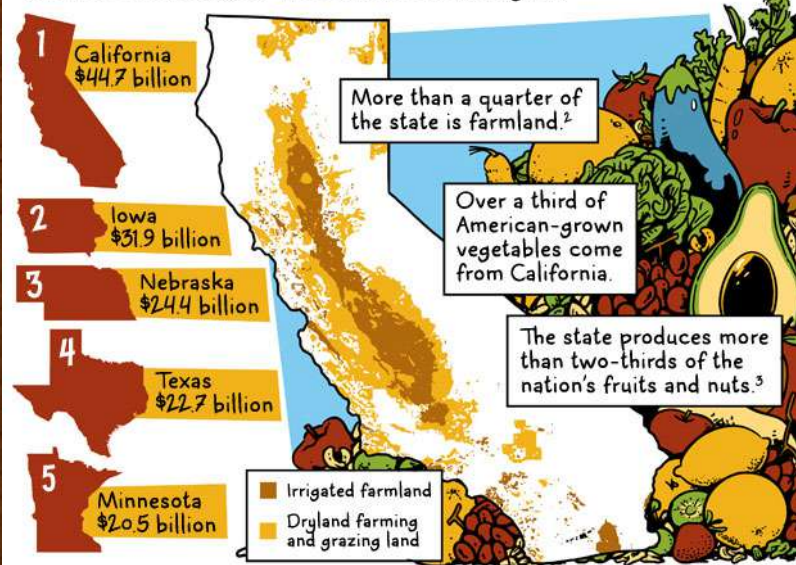 1
California
$44.7 billion
2
Iowa
$31.9 billion
3
Nebraska
$24.4 billion
4
Texas
$22.7 billion
5
Minnesota
$20.5 billion
More than a quarter of
the state is farmland.²
Over a third of
American-grown
vegetables come
from California.
The state produces more
than two-thirds of the
nation's fruits and nuts.³
Irrigated farmland
Dryland farming
and grazing land